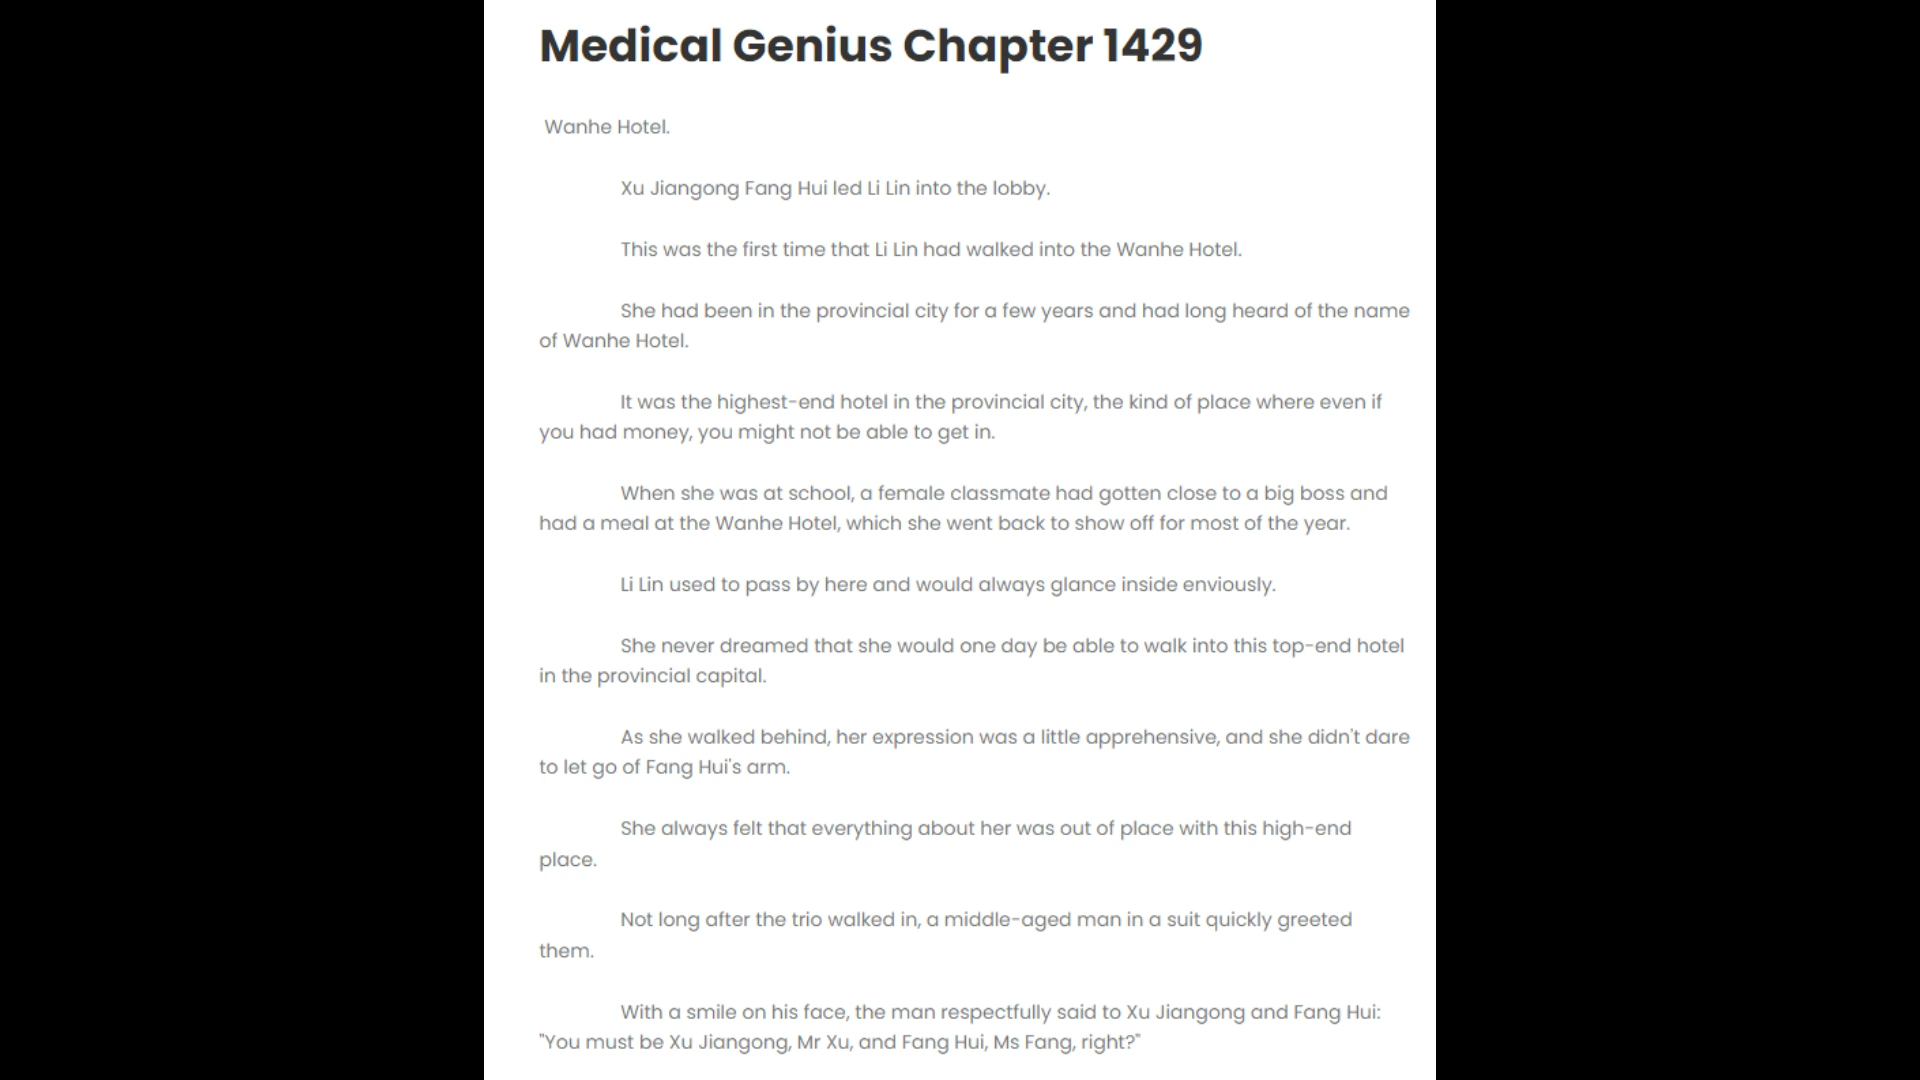 Medical Genius Chapter 1429
Wanhe Hotel.
Xu Jiangong Fang Hui led Li Lin into the lobby.
This was the first time that Li Lin had walked into the Wanhe Hotel.
She had been in the provincial city for a few years and had long heard of the name
of Wanhe Hotel.
It was the highest-end hotel in the provincial city, the kind of place where even if
you had money, you might not be able to get in.
When she was at school, a female classmate had gotten close to a big boss and
had a meal at the Wanhe Hotel, which she went back to show off for most of the year.
Li Lin used to pass by here and would always glance inside enviously.
She never dreamed that she would one day be able to walk into this top-end hotel
in the provincial capital.
As she walked behind, her expression was a little apprehensive, and she didn't dare
to let go of Fang Hui's arm.
She always felt that everything about her was out of place with this high-end
place.
Not long after the trio walked in, a middle-aged man in a suit quickly greeted
them.
With a smile on his face, the man respectfully said to Xu Jiangong and Fang Hui:
"You must be Xu Jiangong, Mr Xu, and Fang Hui, Ms Fang, right?"